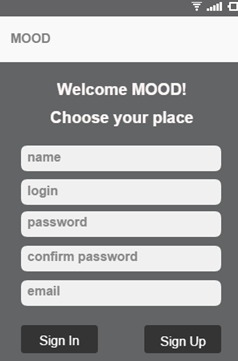 MOOD
Welcome MOOD!
Choose your place
name
login
password
confirm password
email
Sign In
Sign Up